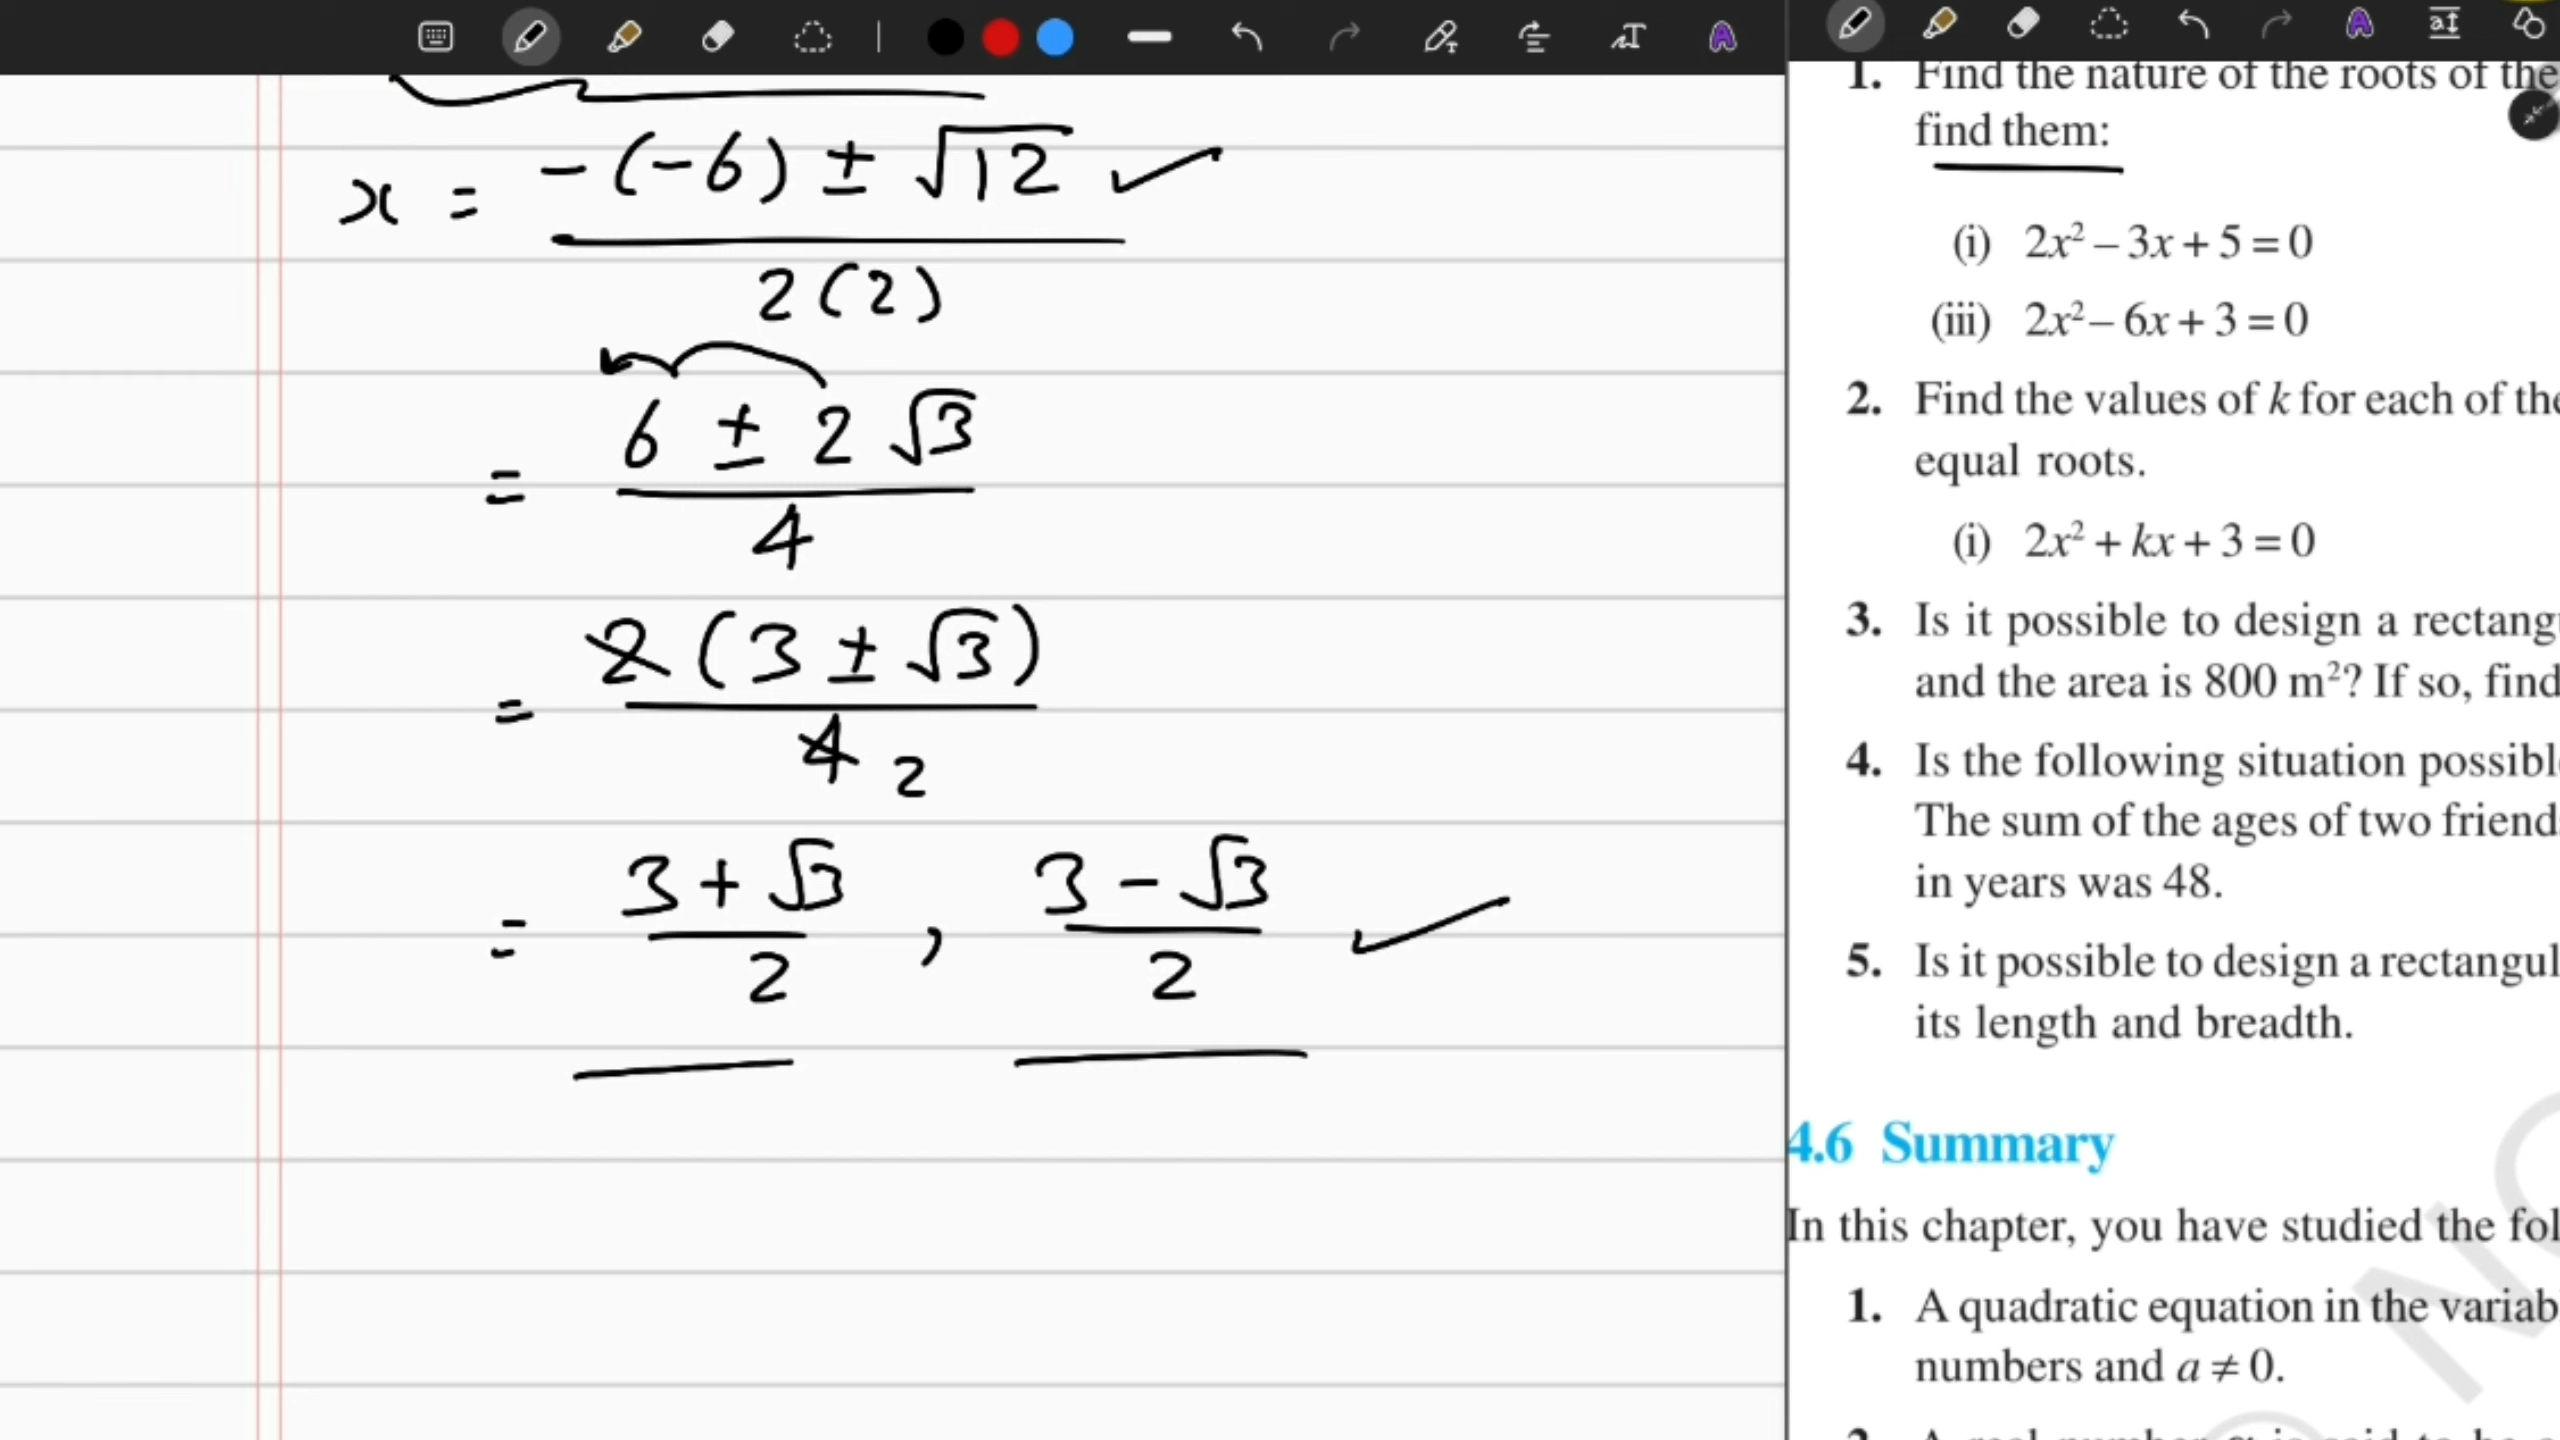 x = -(-6) ± √12 / 2(2)
= 6 ± 2√3 / 4
= 2(3 ± √3) / 4 2
= 3 + √3 / 2 , 3 - √3 / 2
1. Find the nature of the roots of the
find them:
(i) 2x² – 3x + 5 = 0
(iii) 2x² – 6x + 3 = 0
2. Find the values of k for each of the
equal roots.
(i) 2x² + kx + 3 = 0
3. Is it possible to design a rectang
and the area is 800 m²? If so, find
4. Is the following situation possibl
The sum of the ages of two friend
in years was 48.
5. Is it possible to design a rectangul
its length and breadth.
4.6 Summary
In this chapter, you have studied the fol
1. A quadratic equation in the variab
numbers and a ≠ 0.